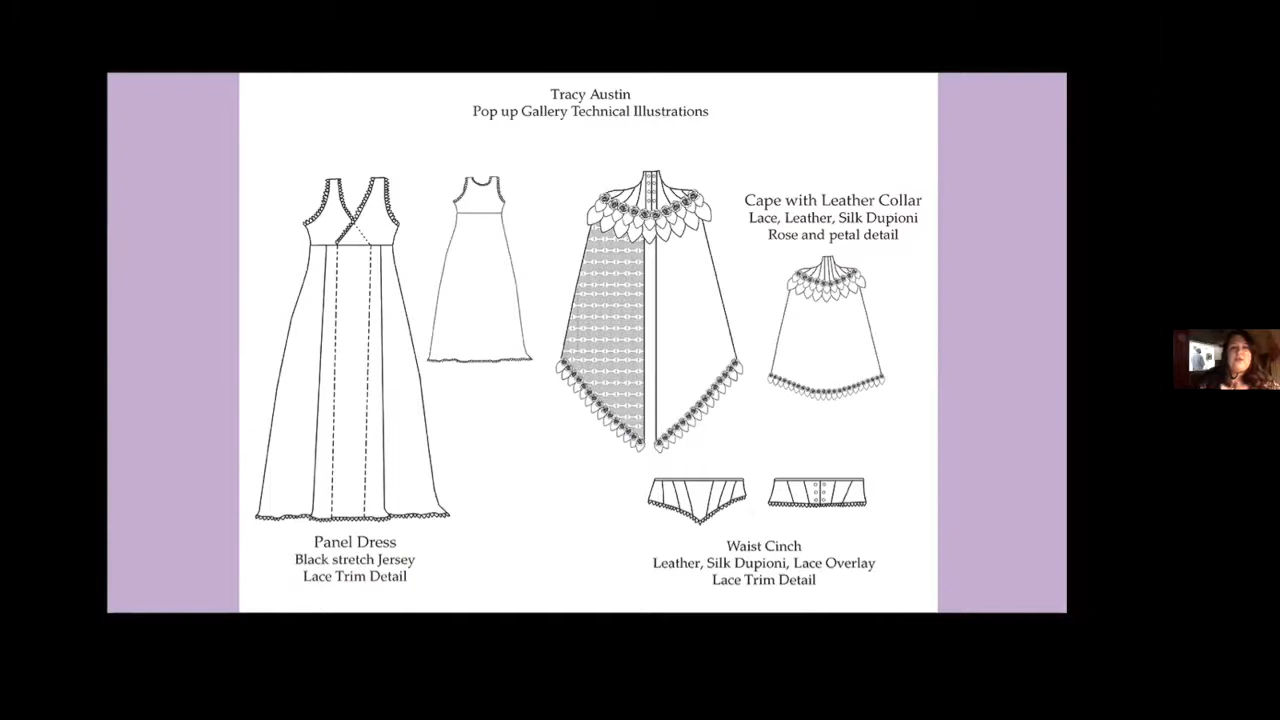 Tracy Austin
Pop up Gallery Technical Illustrations
Cape with Leather Collar
Lace, Leather, Silk Dupioni
Rose and petal detail
Panel Dress
Black stretch Jersey
Lace Trim Detail
Waist Cinch
Leather, Silk Dupioni, Lace Overlay
Lace Trim Detail